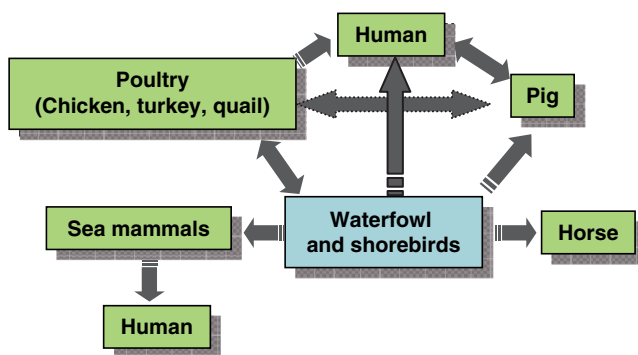 Human
Poultry
(Chicken, turkey, quail)
Pig
Waterfowl
and shorebirds
Sea mammals
Horse
Human